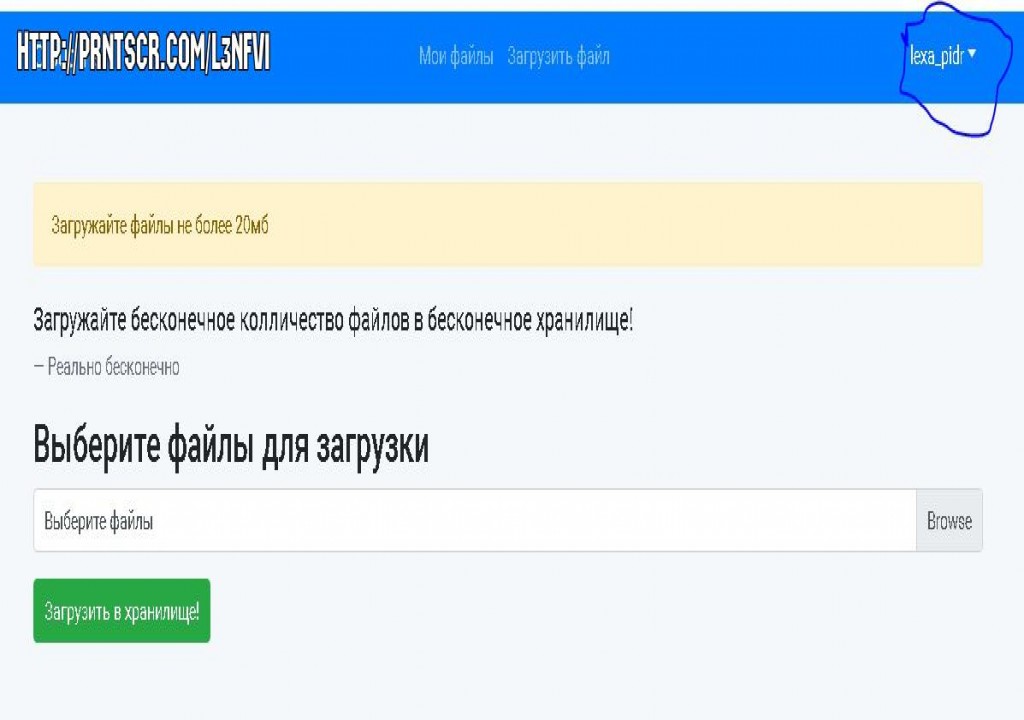 HTTP://PRNTSCR.COM/L3NFVI
Мои файлы Загрузить файл
lexa_pidr
Загружайте файлы не более 20мб
Загружайте бесконечное колличество файлов в бесконечное хранилище!
— Реально бесконечно
Выберите файлы для загрузки
Выберите файлы
Browse
Загрузить в хранилище!